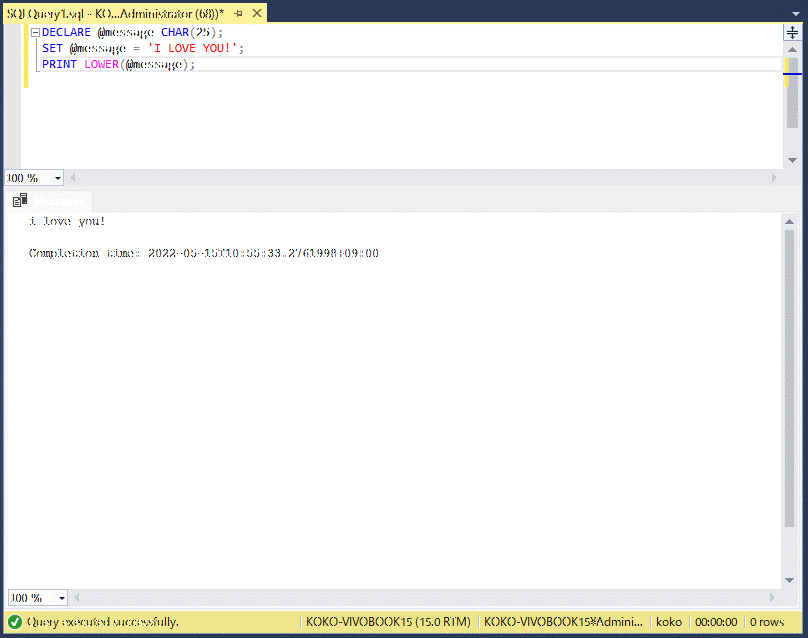 SQLQuery1.sql - KO...Administrator (68))*
DECLARE @message CHAR(25);
SET @message = 'I LOVE YOU!';
PRINT LOWER(@message);
100 %
Messages
i love you!
Completion time: 2022-05-15T10:55:33.2761998+09:00
100 %
Query executed successfully.
KOKO-VIVOBOOK15 (15.0 RTM) KOKO-VIVOBOOK15¥Admini... koko 00:00:00 0 rows